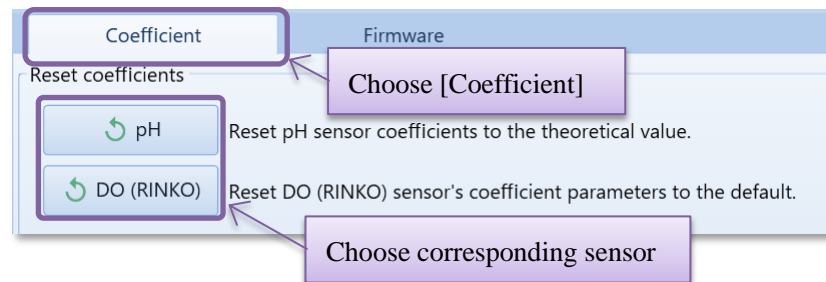 Coefficient Firmware
Choose [Coefficient]
Reset coefficients
pH Reset pH sensor coefficients to the theoretical value.
DO (RINKO) Reset DO (RINKO) sensor's coefficient parameters to the default.
Choose corresponding sensor